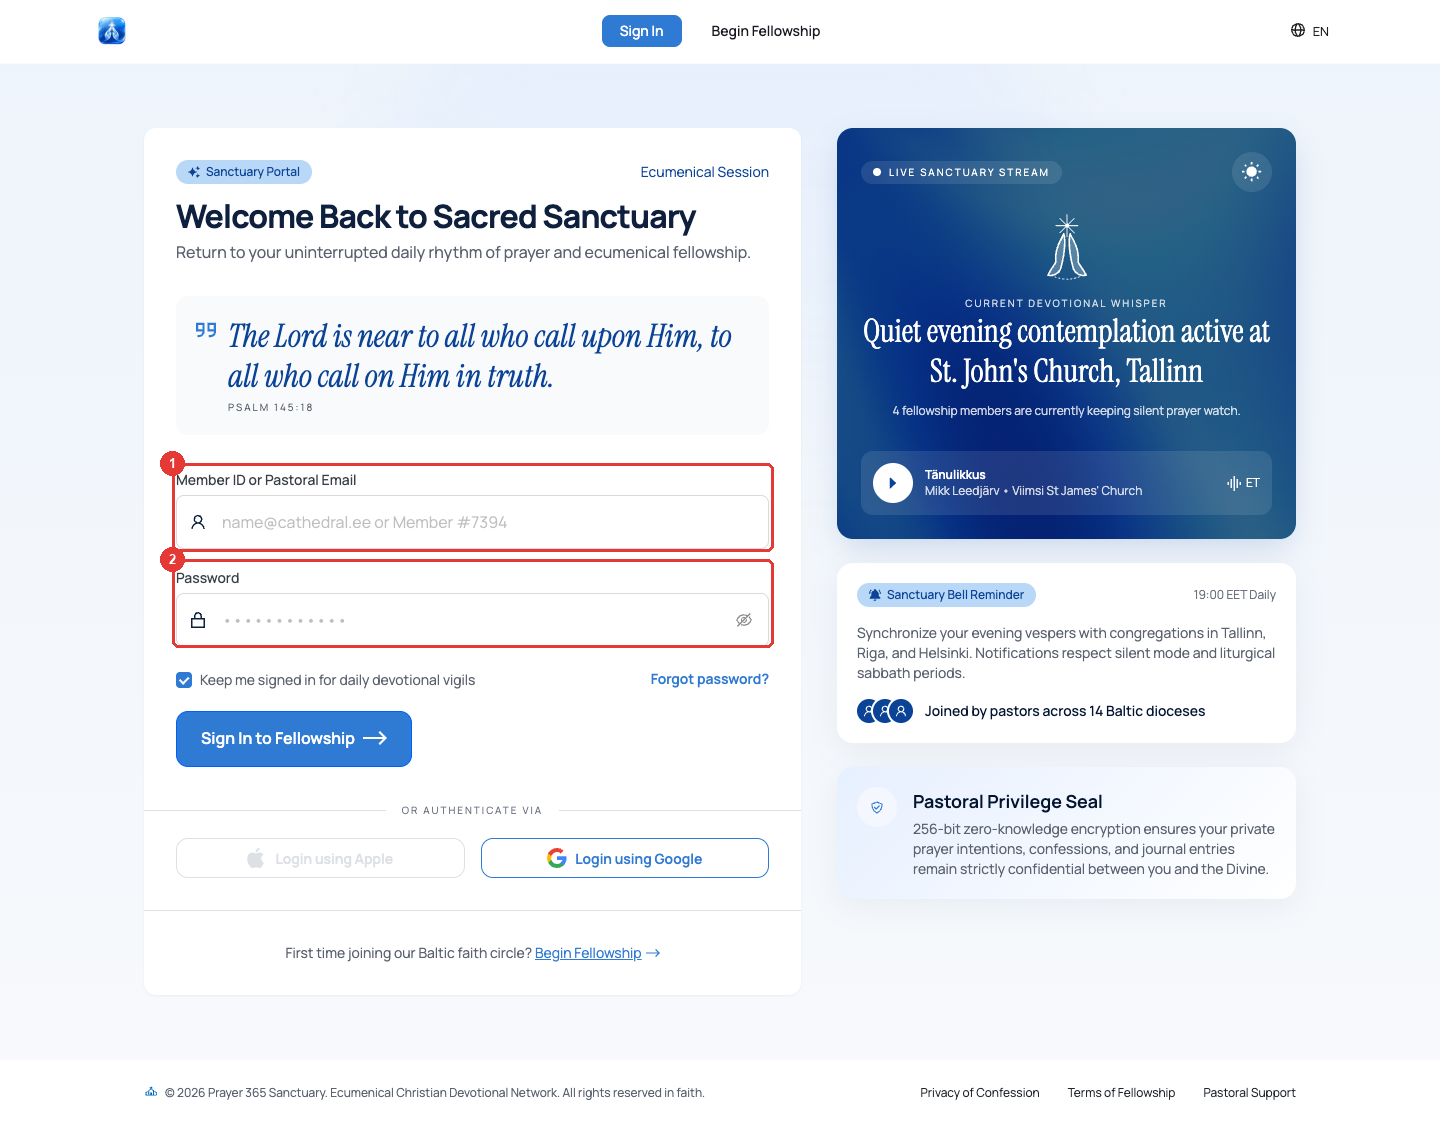 Sign In
Begin Fellowship
EN
Sanctuary Portal
Ecumenical Session
Welcome Back to Sacred Sanctuary
Return to your uninterrupted daily rhythm of prayer and ecumenical fellowship.
The Lord is near to all who call upon Him, to
all who call on Him in truth.
PSALM 145:18
1
Member ID or Pastoral Email
name@cathedral.ee or Member #7394
2
Password
Keep me signed in for daily devotional vigils
Forgot password?
Sign In to Fellowship
OR AUTHENTICATE VIA
Login using Apple
Login using Google
First time joining our Baltic faith circle? Begin Fellowship
LIVE SANCTUARY STREAM
CURRENT DEVOTIONAL WHISPER
Quiet evening contemplation active at
St. John's Church, Tallinn
4 fellowship members are currently keeping silent prayer watch.
Tänulikkus
Mikk Leedjärv • Viimsi St James' Church
ET
Sanctuary Bell Reminder
19:00 EET Daily
Synchronize your evening vespers with congregations in Tallinn,
Riga, and Helsinki. Notifications respect silent mode and liturgical
sabbath periods.
Joined by pastors across 14 Baltic dioceses
Pastoral Privilege Seal
256-bit zero-knowledge encryption ensures your private
prayer intentions, confessions, and journal entries
remain strictly confidential between you and the Divine.
© 2026 Prayer 365 Sanctuary. Ecumenical Christian Devotional Network. All rights reserved in faith.
Privacy of Confession
Terms of Fellowship
Pastoral Support